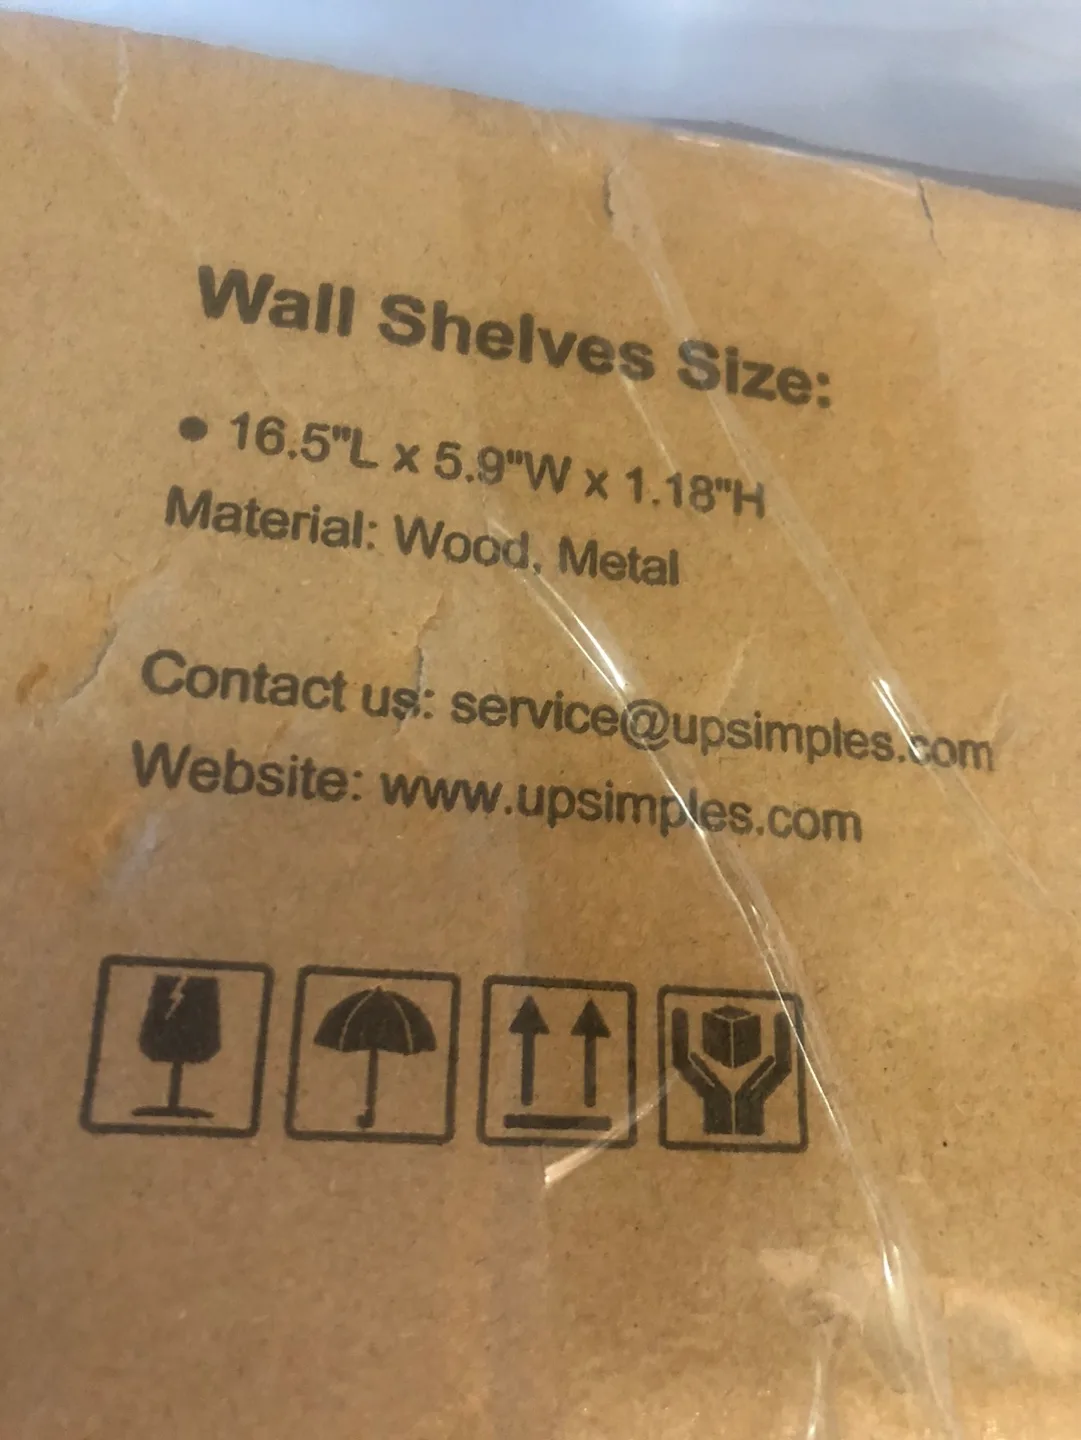 Wall Shelves Size:
● 16.5"L x 5.9"W x 1.18"H
Material: Wood, Metal
Contact us: service@upsimples.com
Website: www.upsimples.com